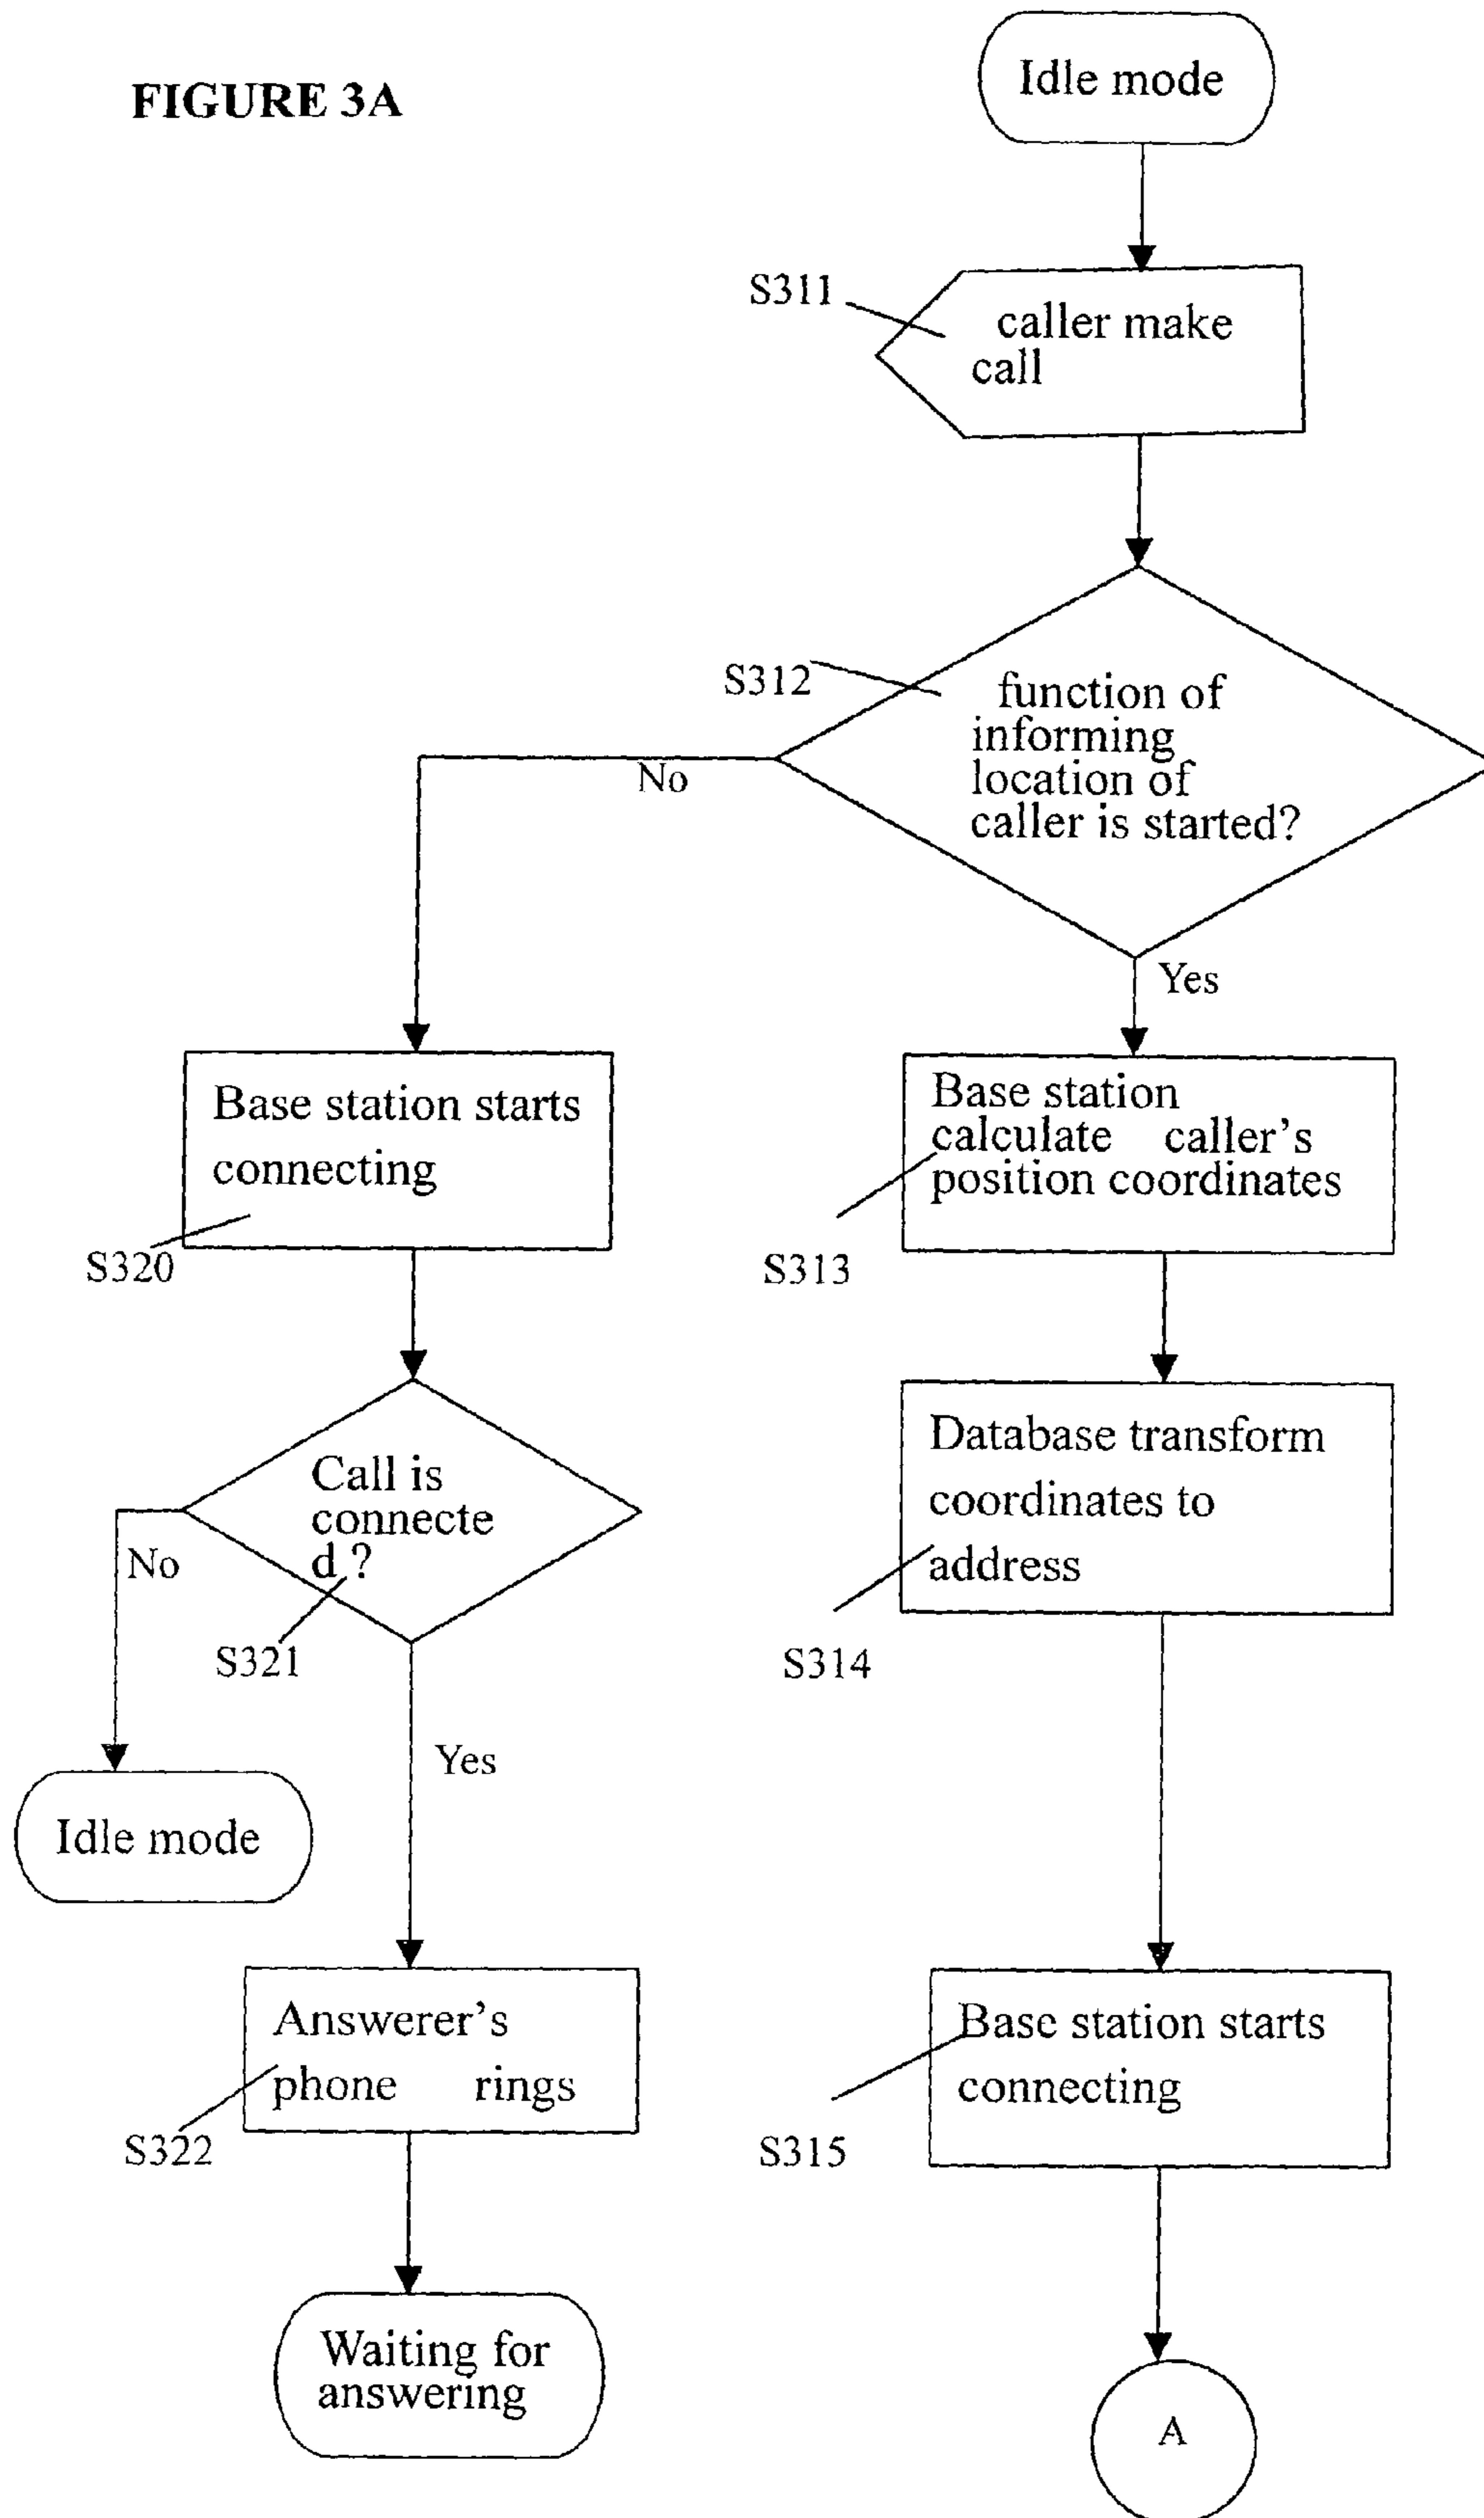 FIGURE 3A
Idle mode
S311
caller make
call
S312
function of
informing
location of
caller is started?
No
Yes
Base station starts
connecting
S320
Base station
calculate caller's
position coordinates
S313
Call is
connecte
d ?
No
S321
Yes
Database transform
coordinates to
address
S314
Idle mode
Answerer's
phone rings
S322
Base station starts
connecting
S315
Waiting for
answering
A